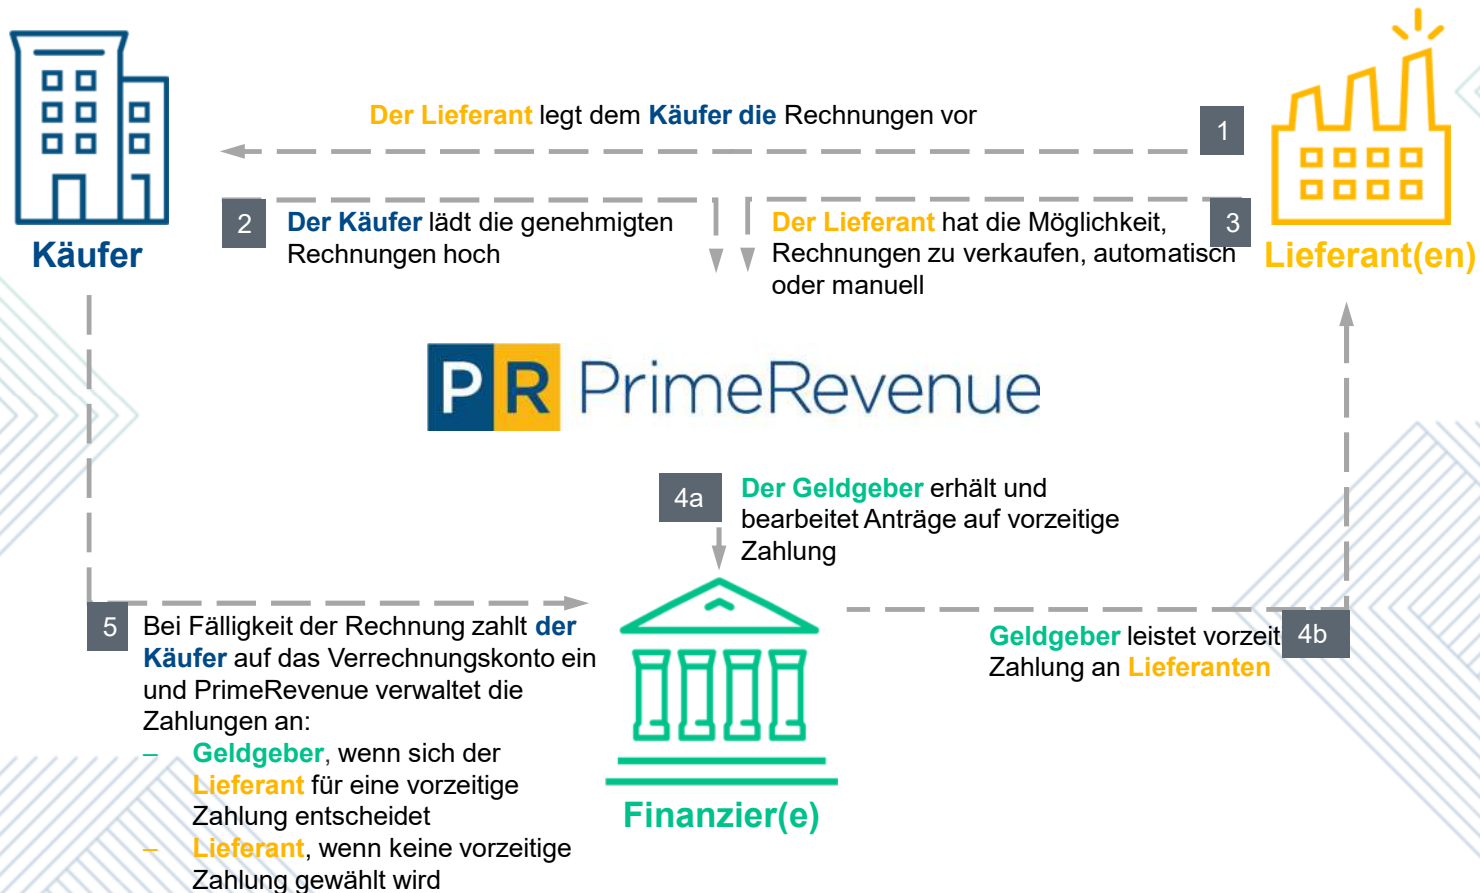 Der Lieferant legt dem Käufer die Rechnungen vor
1
2
Der Käufer lädt die genehmigten
Rechnungen hoch
Der Lieferant hat die Möglichkeit,
Rechnungen zu verkaufen, automatisch
oder manuell
3
Käufer
Lieferant(en)
PR PrimeRevenue
4a
Der Geldgeber erhält und
bearbeitet Anträge auf vorzeitige
Zahlung
5
Bei Fälligkeit der Rechnung zahlt der
Käufer auf das Verrechnungskonto ein
und PrimeRevenue verwaltet die
Zahlungen an:
– Geldgeber, wenn sich der
Lieferant für eine vorzeitige
Zahlung entscheidet
– Lieferant, wenn keine vorzeitige
Zahlung gewählt wird
Finanzier(e)
Geldgeber leistet vorzeit
Zahlung an Lieferanten
4b